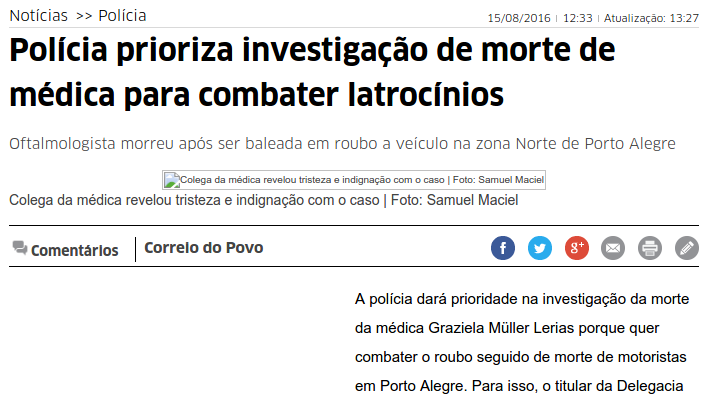 Notícias >> Polícia
15/08/2016 | 12:33 | Atualização: 13:27
Polícia prioriza investigação de morte de
médica para combater latrocínios
Oftalmologista morreu após ser baleada em roubo a veículo na zona Norte de Porto Alegre
Colega da médica revelou tristeza e indignação com o caso | Foto: Samuel Maciel
Colega da médica revelou tristeza e indignação com o caso | Foto: Samuel Maciel
Comentários
Correio do Povo
f
g+
A polícia dará prioridade na investigação da morte
da médica Graziela Müller Lerias porque quer
combater o roubo seguido de morte de motoristas
em Porto Alegre. Para isso, o titular da Delegacia